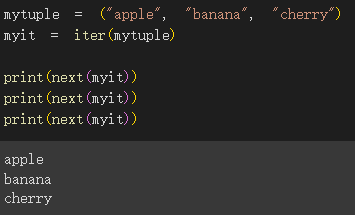 mytuple = ("apple", "banana", "cherry")
myit = iter(mytuple)
print(next(myit))
print(next(myit))
print(next(myit))
apple
banana
cherry